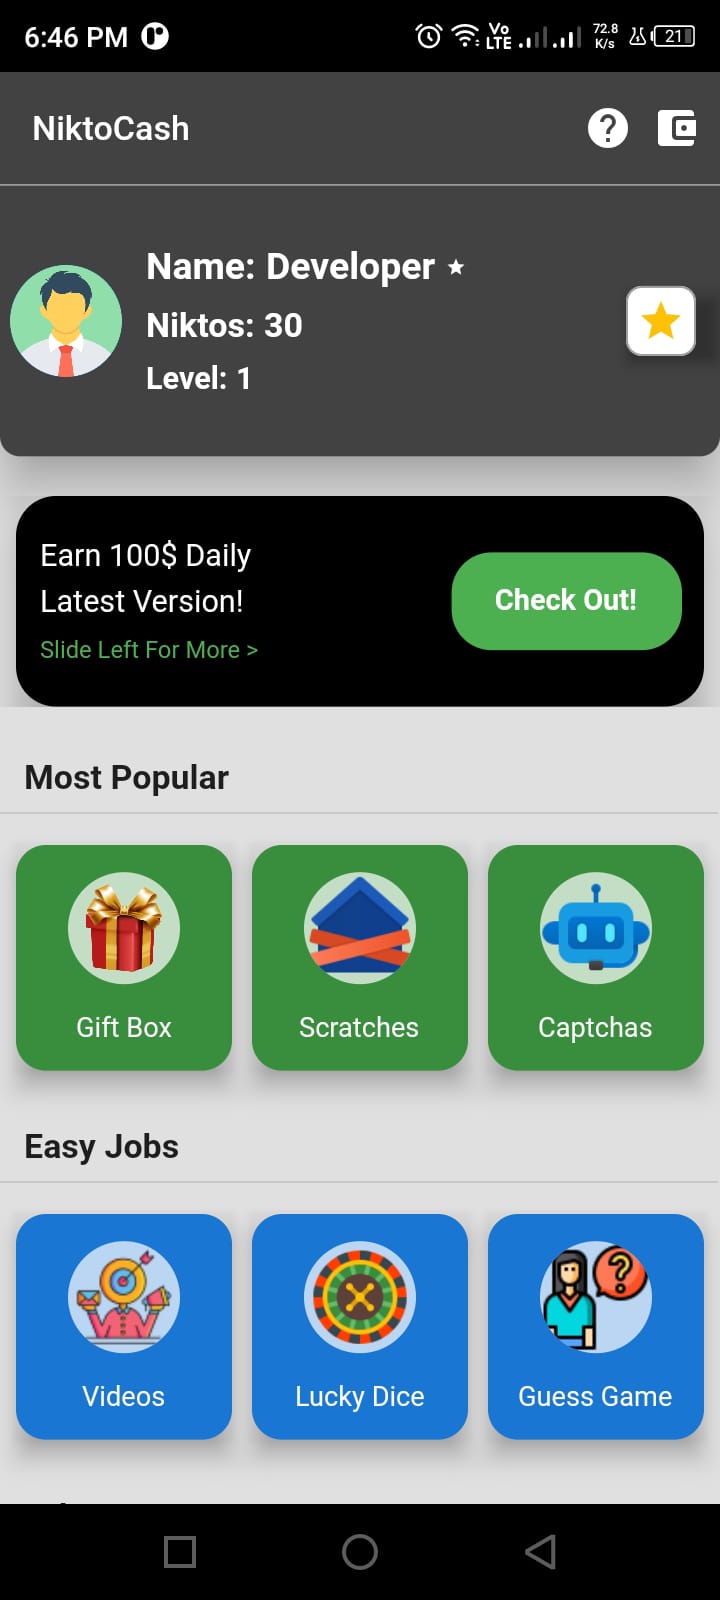 6:46 PM
Vo LTE
72.8 K/s
21
NiktoCash
Name: Developer
Niktos: 30
Level: 1
Earn 100$ Daily
Latest Version!
Slide Left For More >
Check Out!
Most Popular
Gift Box
Scratches
Captchas
Easy Jobs
Videos
Lucky Dice
Guess Game